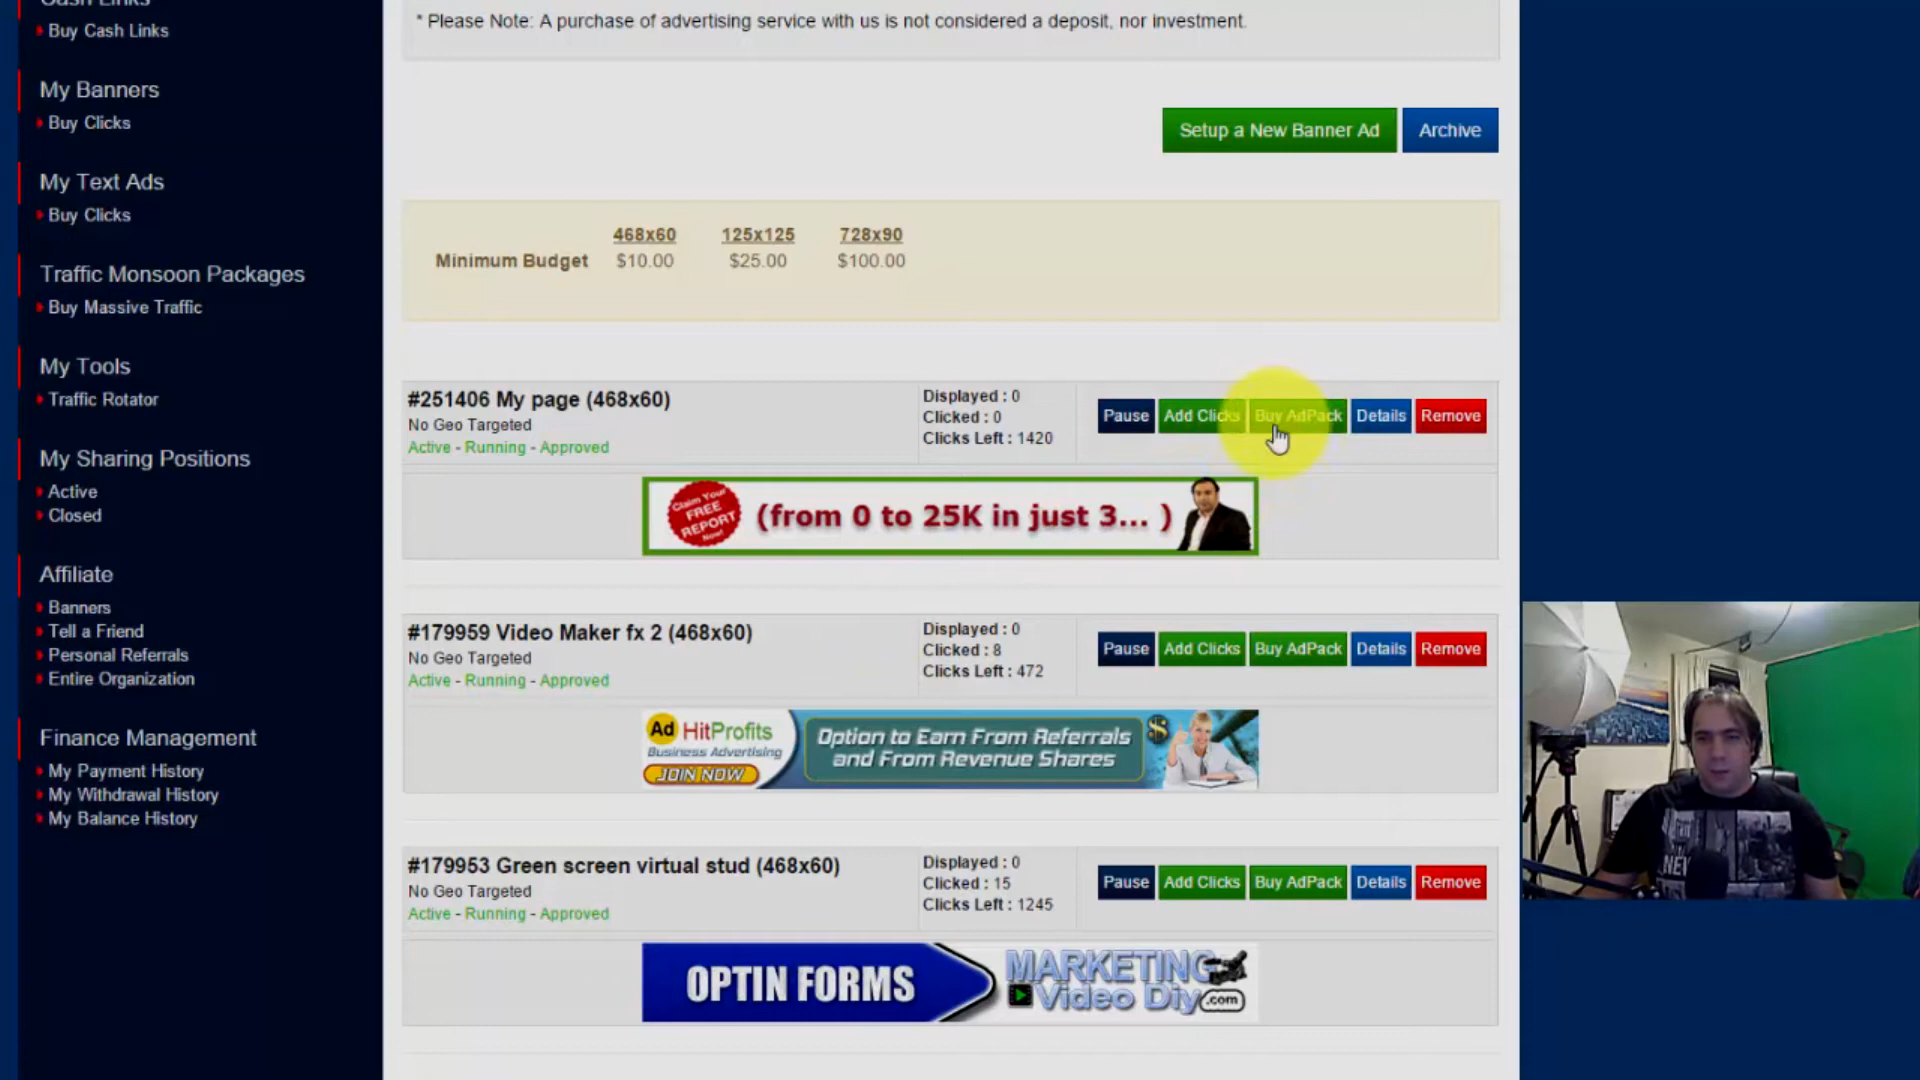 Cash Links
Buy Cash Links
My Banners
Buy Clicks
My Text Ads
Buy Clicks
Traffic Monsoon Packages
Buy Massive Traffic
My Tools
Traffic Rotator
My Sharing Positions
Active
Closed
Affiliate
Banners
Tell a Friend
Personal Referrals
Entire Organization
Finance Management
My Payment History
My Withdrawal History
My Balance History
* Please Note: A purchase of advertising service with us is not considered a deposit, nor investment.
Setup a New Banner Ad Archive
468x60 125x125 728x90
Minimum Budget $10.00 $25.00 $100.00
#251406 My page (468x60)
No Geo Targeted
Active - Running - Approved
Displayed : 0
Clicked : 0
Clicks Left : 1420
Pause Add Clicks Buy AdPack Details Remove
Claim Your
FREE
REPORT
Now!
(from 0 to 25K in just 3... )
#179959 Video Maker fx 2 (468x60)
No Geo Targeted
Active - Running - Approved
Displayed : 0
Clicked : 8
Clicks Left : 472
Pause Add Clicks Buy AdPack Details Remove
Ad HitProfits
Business Advertising
JOIN NOW
Option to Earn From Referrals
and From Revenue Shares
$
#179953 Green screen virtual stud (468x60)
No Geo Targeted
Active - Running - Approved
Displayed : 0
Clicked : 15
Clicks Left : 1245
Pause Add Clicks Buy AdPack Details Remove
OPTIN FORMS
MARKETING
Video Diy.com